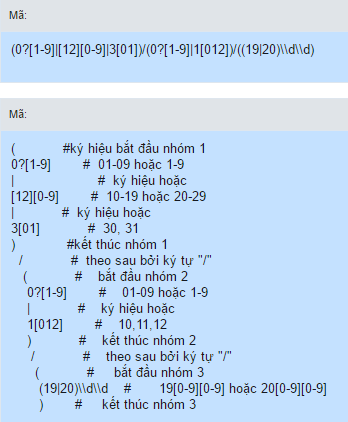 Mã:
(0?[1-9]|[12][0-9]|3[01])/(0?[1-9]|1[012])/((19|20)\\d\\d)
Mã:
( #ký hiệu bắt đầu nhóm 1
0?[1-9] # 01-09 hoặc 1-9
| # ký hiệu hoặc
[12][0-9] # 10-19 hoặc 20-29
| # ký hiệu hoặc
3[01] # 30, 31
) #kết thúc nhóm 1
/ # theo sau bởi ký tự "/"
( # bắt đầu nhóm 2
0?[1-9] # 01-09 hoặc 1-9
| # ký hiệu hoặc
1[012] # 10,11,12
) # kết thúc nhóm 2
/ # theo sau bởi ký tự "/"
( # bắt đầu nhóm 3
(19|20)\\d\\d # 19[0-9][0-9] hoặc 20[0-9][0-9]
) # kết thúc nhóm 3